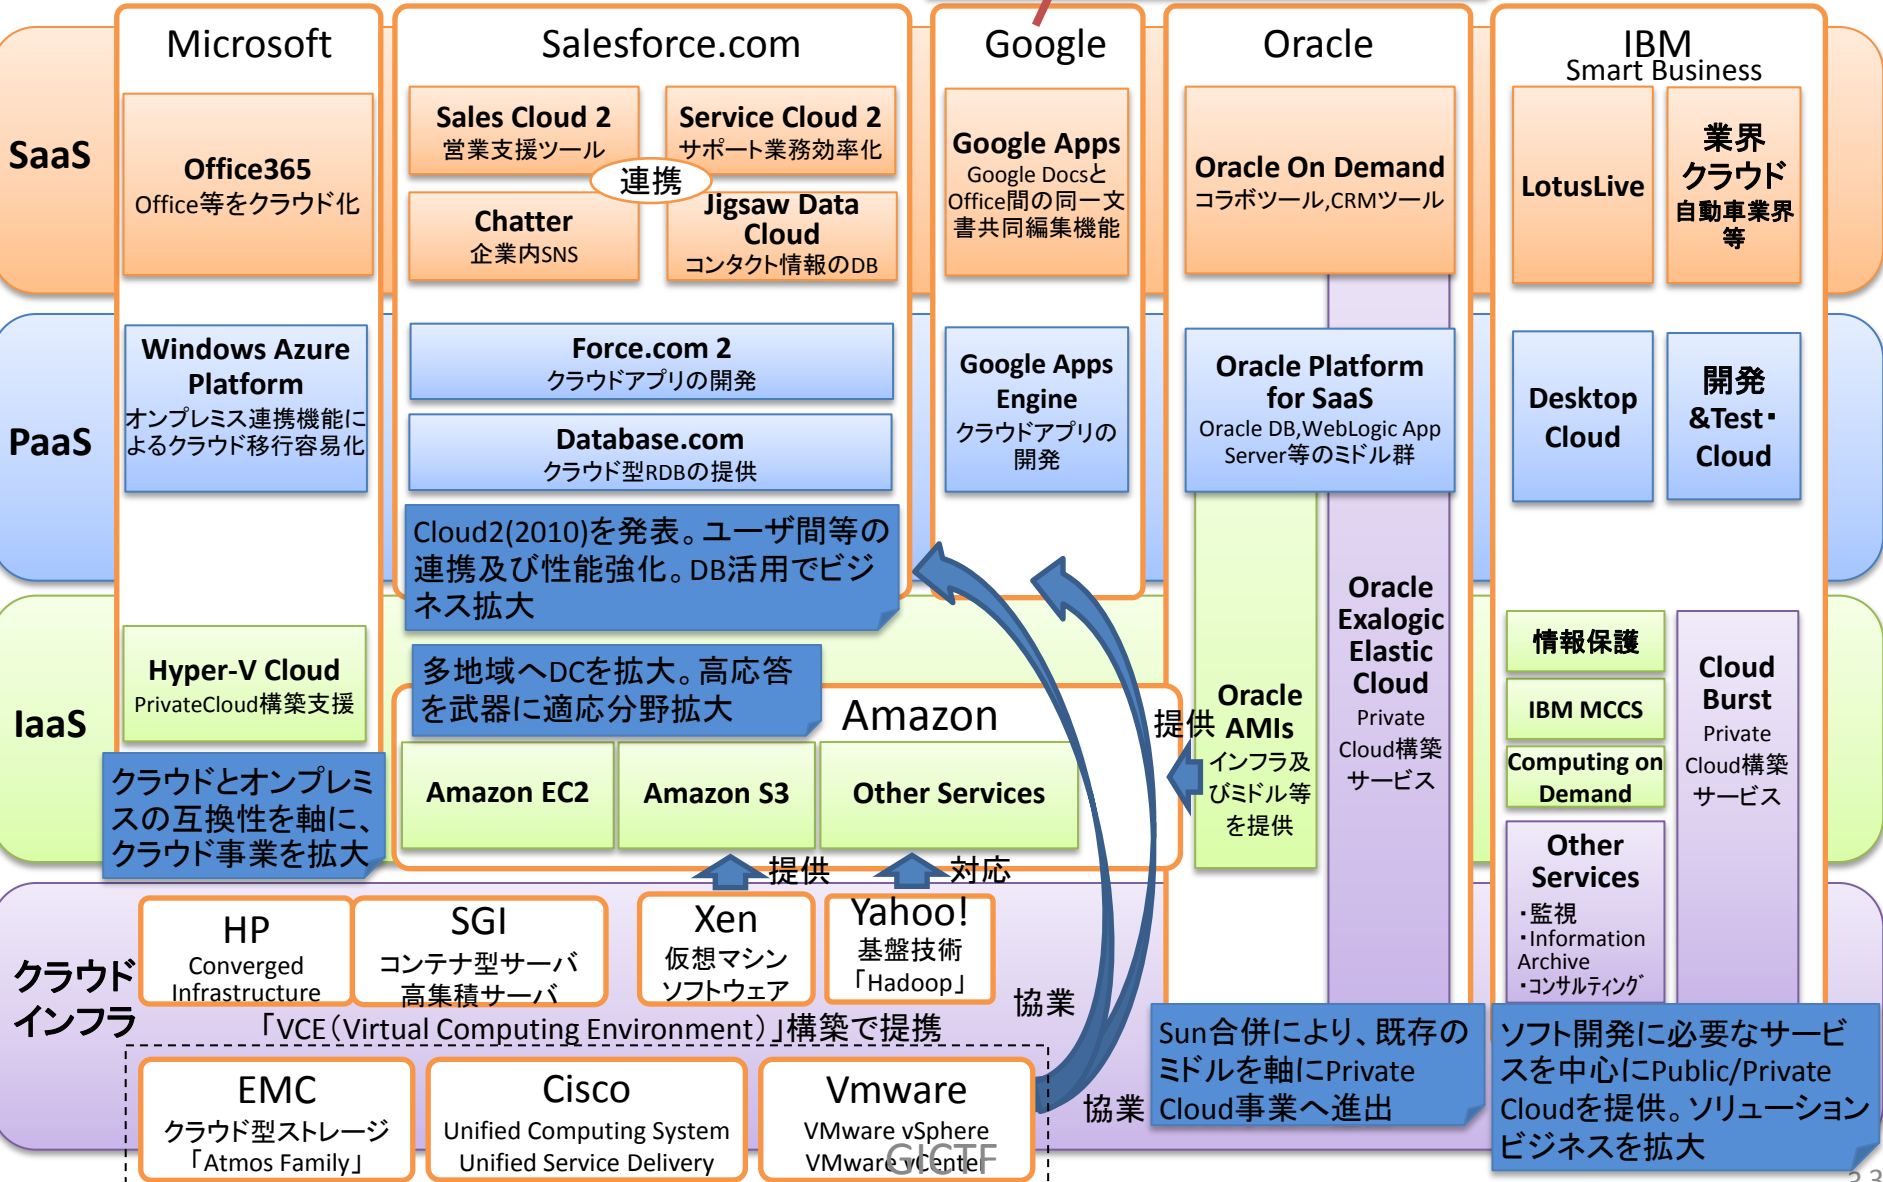 Microsoft
Salesforce.com
Google
Oracle
IBM
Smart Business
SaaS
Office365
Office等をクラウド化
Sales Cloud 2
営業支援ツール
Service Cloud 2
サポート業務効率化
連携
Chatter
企業内SNS
Jigsaw Data
Cloud
コンタクト情報のDB
Google Apps
Google Docsと
Office間の同一文
書共同編集機能
Oracle On Demand
コラボツール,CRMツール
LotusLive
業界
クラウド
自動車業界
等
PaaS
Windows Azure
Platform
オンプレミス連携機能に
よるクラウド移行容易化
Force.com 2
クラウドアプリの開発
Database.com
クラウド型RDBの提供
Google Apps
Engine
クラウドアプリの
開発
Oracle Platform
for SaaS
Oracle DB,WebLogic App
Server等のミドル群
Desktop
Cloud
開発
&Test・
Cloud
Cloud2(2010)を発表。ユーザ間等の
連携及び性能強化。DB活用でビジ
ネス拡大
IaaS
Hyper-V Cloud
PrivateCloud構築支援
多地域へDCを拡大。高応答
を武器に適応分野拡大
Amazon
Amazon EC2
Amazon S3
Other Services
提供
Oracle
AMIs
インフラ及
びミドル等
を提供
Oracle
Exalogic
Elastic
Cloud
Private
Cloud構築
サービス
情報保護
IBM MCCS
Computing on
Demand
Other
Services
・監視
・Information
Archive
・コンサルティング
Cloud
Burst
Private
Cloud構築
サービス
クラウドとオンプレミ
スの互換性を軸に、
クラウド事業を拡大
提供
対応
クラウド
インフラ
HP
Converged
Infrastructure
SGI
コンテナ型サーバ
高集積サーバ
Xen
仮想マシン
ソフトウェア
Yahoo!
基盤技術
「Hadoop」
協業
「VCE（Virtual Computing Environment）」構築で提携
EMC
クラウド型ストレージ
「Atmos Family」
Cisco
Unified Computing System
Unified Service Delivery
Vmware
VMware vSphere
VMware vCenter
協業
Sun合併により、既存の
ミドルを軸にPrivate
Cloud事業へ進出
ソフト開発に必要なサービ
スを中心にPublic/Private
Cloudを提供。ソリューション
ビジネスを拡大
GICTF